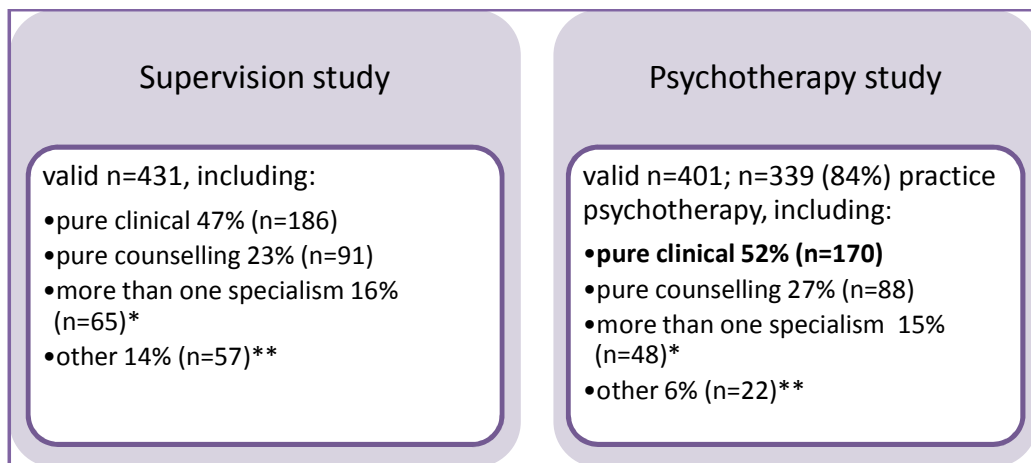 Supervision study
valid n=431, including:
•pure clinical 47% (n=186)
•pure counselling 23% (n=91)
•more than one specialism 16%
(n=65)*
•other 14% (n=57)**
Psychotherapy study
valid n=401; n=339 (84%) practice
psychotherapy, including:
•pure clinical 52% (n=170)
•pure counselling 27% (n=88)
•more than one specialism 15%
(n=48)*
•other 6% (n=22)**